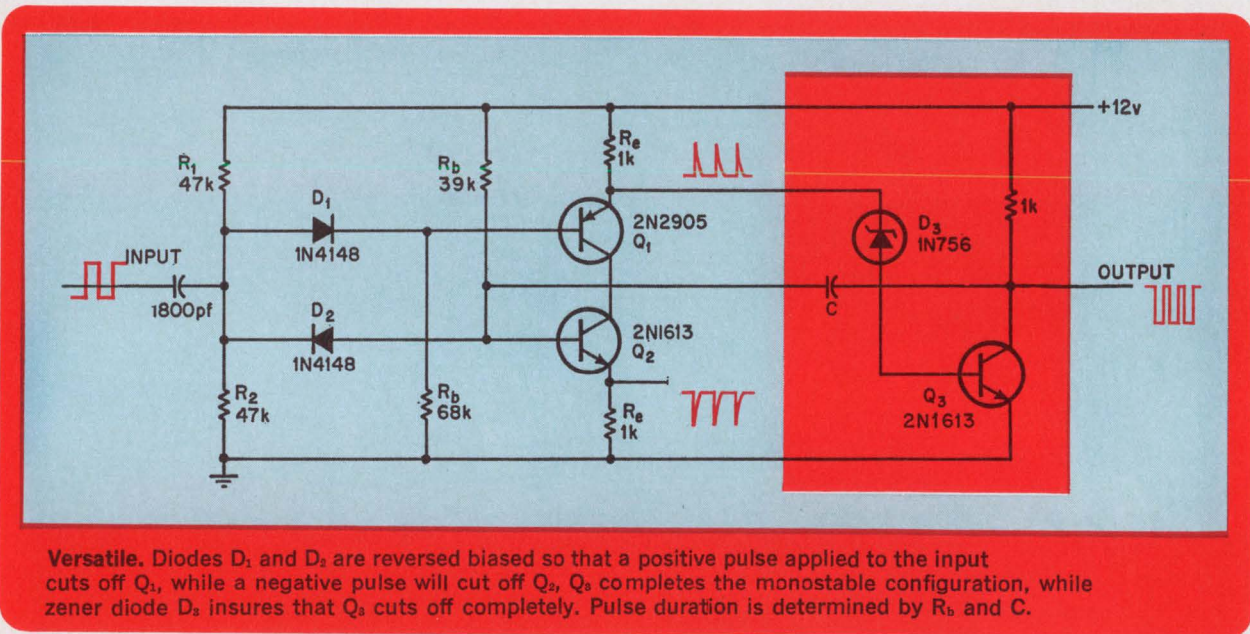 +12v
R₁
47k
Rb
39k
Re
1k
D₁
1N4148
2N2905
Q₁
D₃
1N756
1k
INPUT
1800pf
D₂
1N4148
C
OUTPUT
2N1613
Q₂
R₂
47k
Rb
68k
Re
1k
Q₃
2N1613
Versatile. Diodes D₁ and D₂ are reversed biased so that a positive pulse applied to the input
cuts off Q₁, while a negative pulse will cut off Q₂, Q₃ completes the monostable configuration, while
zener diode D₃ insures that Q₃ cuts off completely. Pulse duration is determined by Rb and C.